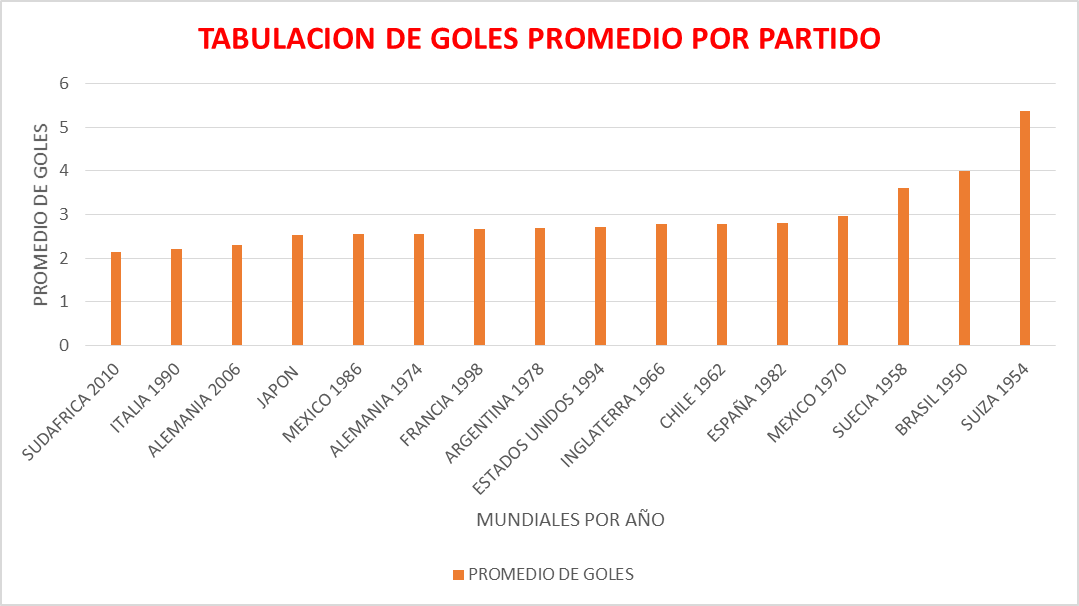 TABULACION DE GOLES PROMEDIO POR PARTIDO
6
5
4
3
2
1
0
PROMEDIO DE GOLES
SUDAFRICA 2010
ITALIA 1990
ALEMANIA 2006
JAPON
MEXICO 1986
ALEMANIA 1974
FRANCIA 1998
ARGENTINA 1978
ESTADOS UNIDOS 1994
INGLATERRA 1966
CHILE 1962
ESPAÑA 1982
MEXICO 1970
SUECIA 1958
BRASIL 1950
SUIZA 1954
MUNDIALES POR AÑO
PROMEDIO DE GOLES